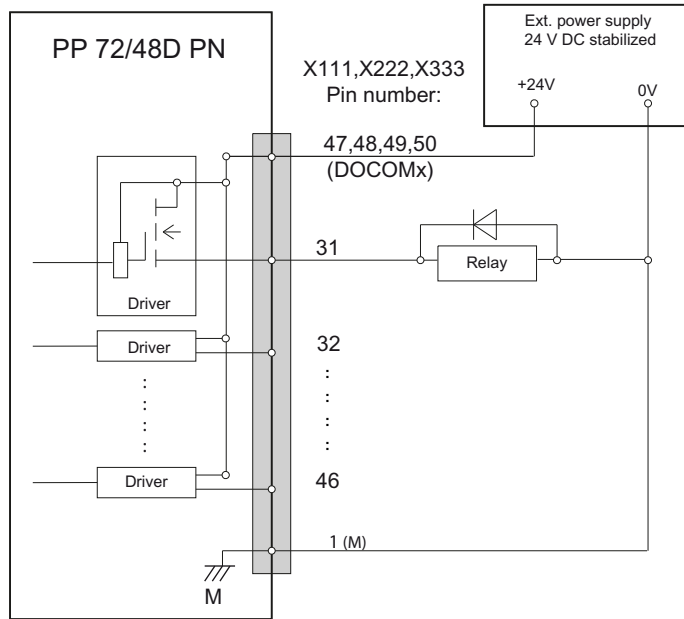 PP 72/48D PN
Ext. power supply
24 V DC stabilized
+24V
0V
X111,X222,X333
Pin number:
47,48,49,50
(DOCOMx)
Driver
31
Relay
Driver
32
Driver
46
1 (M)
M